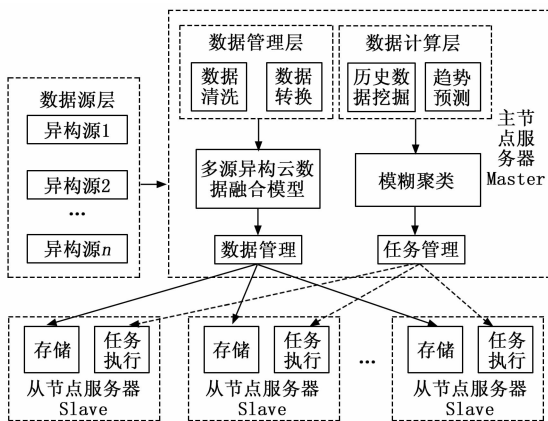 数据源层
异构源1
异构源2
...
异构源n
数据管理层
数据
清洗
数据
转换
数据计算层
历史数
据挖掘
趋势
预测
多源异构云数
据融合模型
模糊聚类
数据管理
任务管理
主节
点服
务器
Master
存储
任务
执行
从节点服务器
Slave
存储
任务
执行
从节点服务器
Slave
...
存储
任务
执行
从节点服务器
Slave